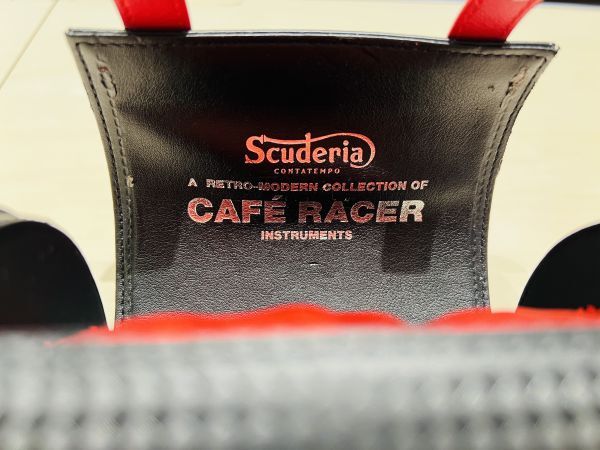 Scuderia
CONTATEMPO
A RETRO-MODERN COLLECTION OF
CAFÉ RACER
INSTRUMENTS